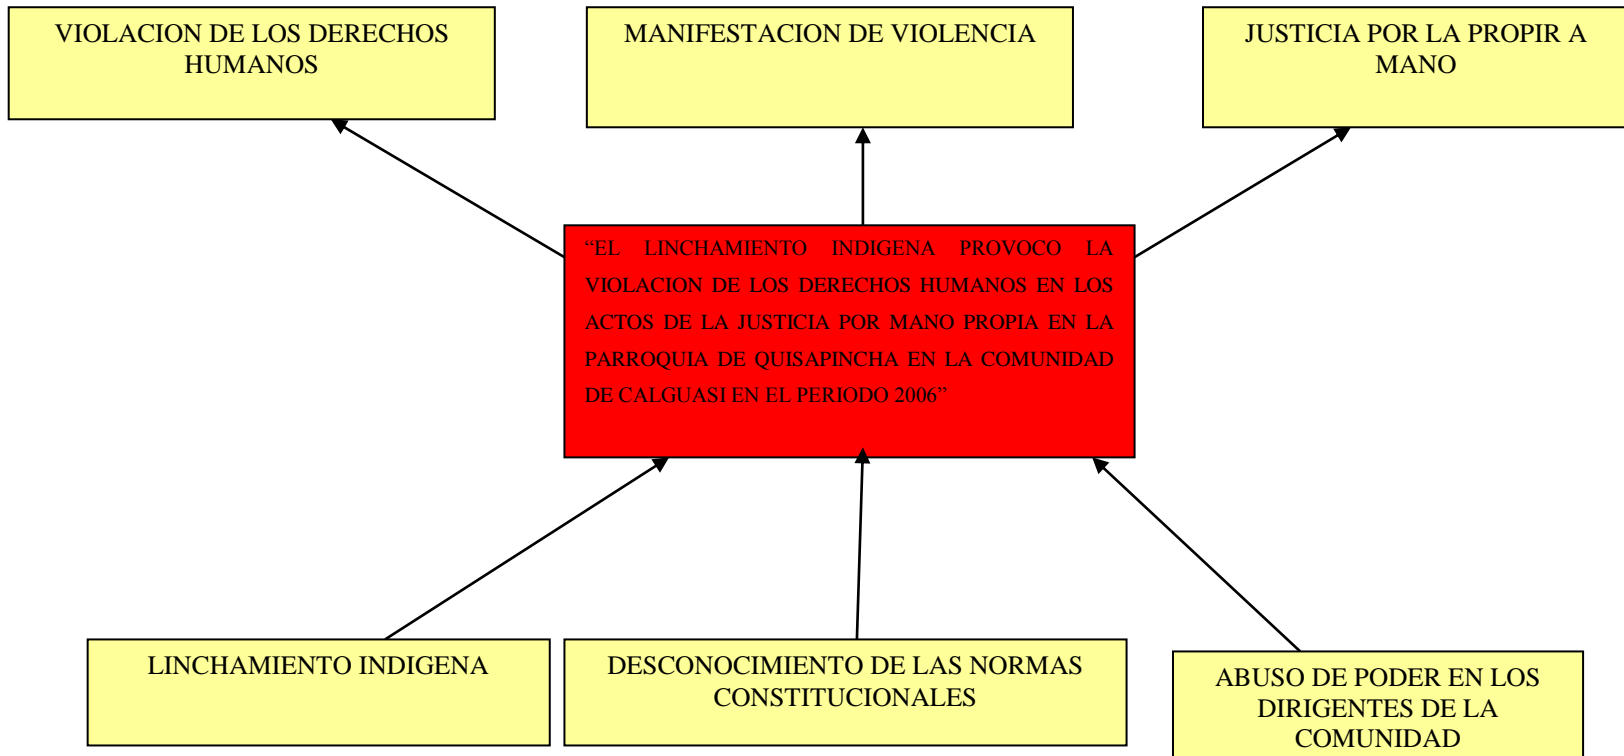 VIOLACION DE LOS DERECHOS
HUMANOS
MANIFESTACION DE VIOLENCIA
JUSTICIA POR LA PROPIR A
MANO
“EL LINCHAMIENTO INDIGENA PROVOCO LA
VIOLACION DE LOS DERECHOS HUMANOS EN LOS
ACTOS DE LA JUSTICIA POR MANO PROPIA EN LA
PARROQUIA DE QUISAPINCHA EN LA COMUNIDAD
DE CALGUASI EN EL PERIODO 2006”
LINCHAMIENTO INDIGENA
DESCONOCIMIENTO DE LAS NORMAS
CONSTITUCIONALES
ABUSO DE PODER EN LOS
DIRIGENTES DE LA
COMUNIDAD